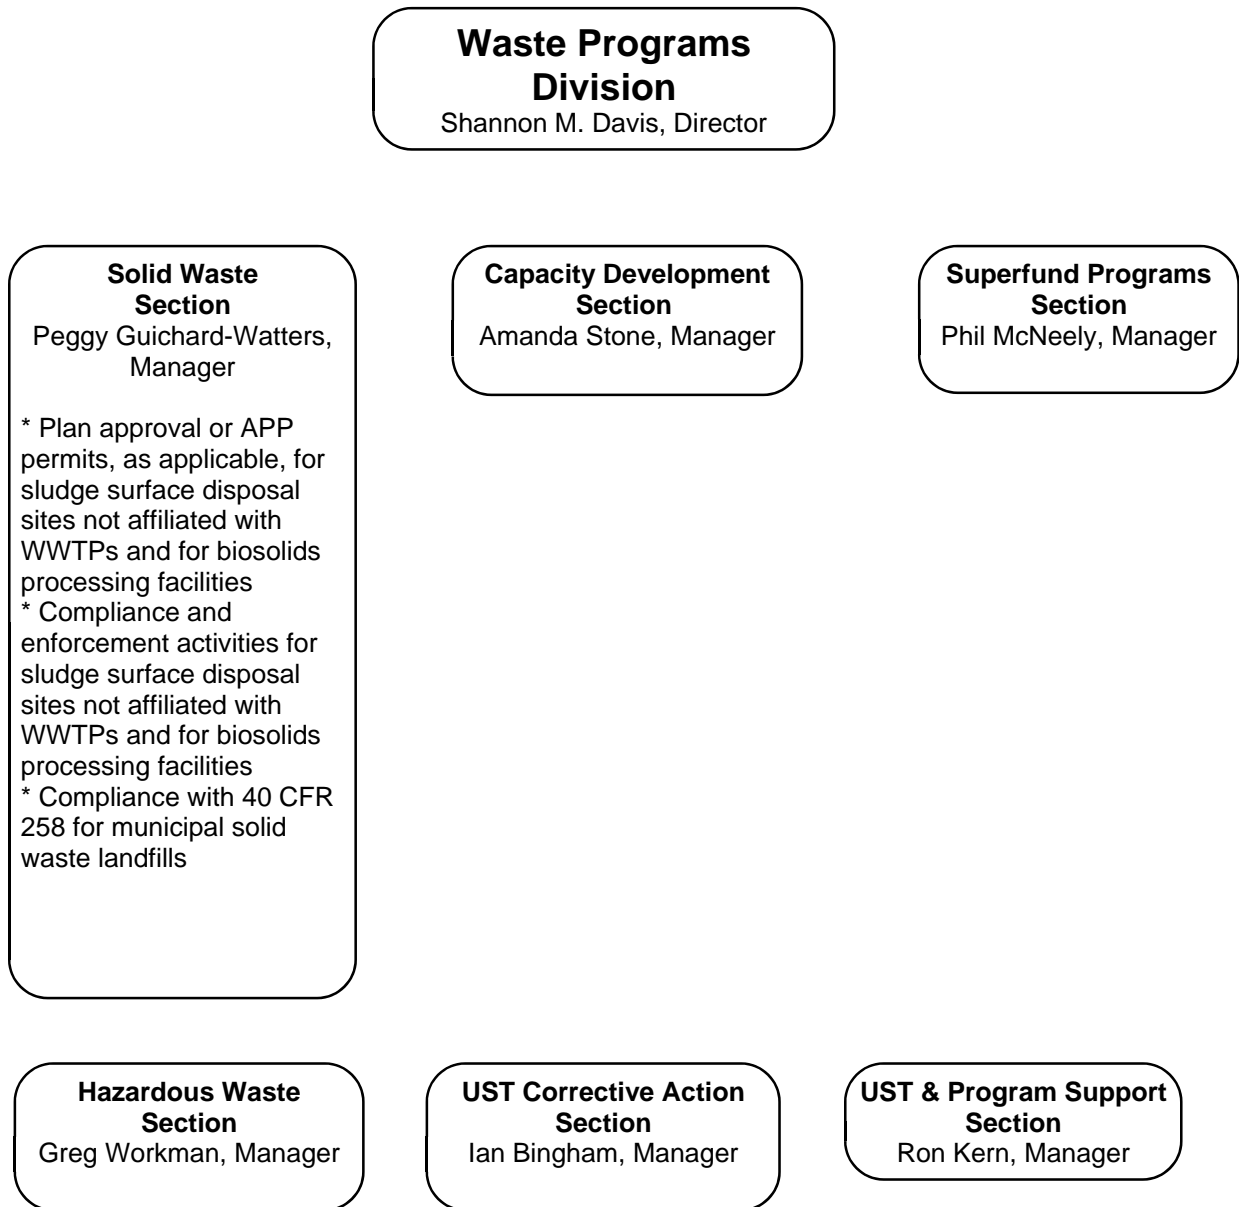 Waste Programs
Division
Shannon M. Davis, Director
Solid Waste
Section
Peggy Guichard-Watters,
Manager
* Plan approval or APP
permits, as applicable, for
sludge surface disposal
sites not affiliated with
WWTPs and for biosolids
processing facilities
* Compliance and
enforcement activities for
sludge surface disposal
sites not affiliated with
WWTPs and for biosolids
processing facilities
* Compliance with 40 CFR
258 for municipal solid
waste landfills
Capacity Development
Section
Amanda Stone, Manager
Superfund Programs
Section
Phil McNeely, Manager
Hazardous Waste
Section
Greg Workman, Manager
UST Corrective Action
Section
Ian Bingham, Manager
UST & Program Support
Section
Ron Kern, Manager